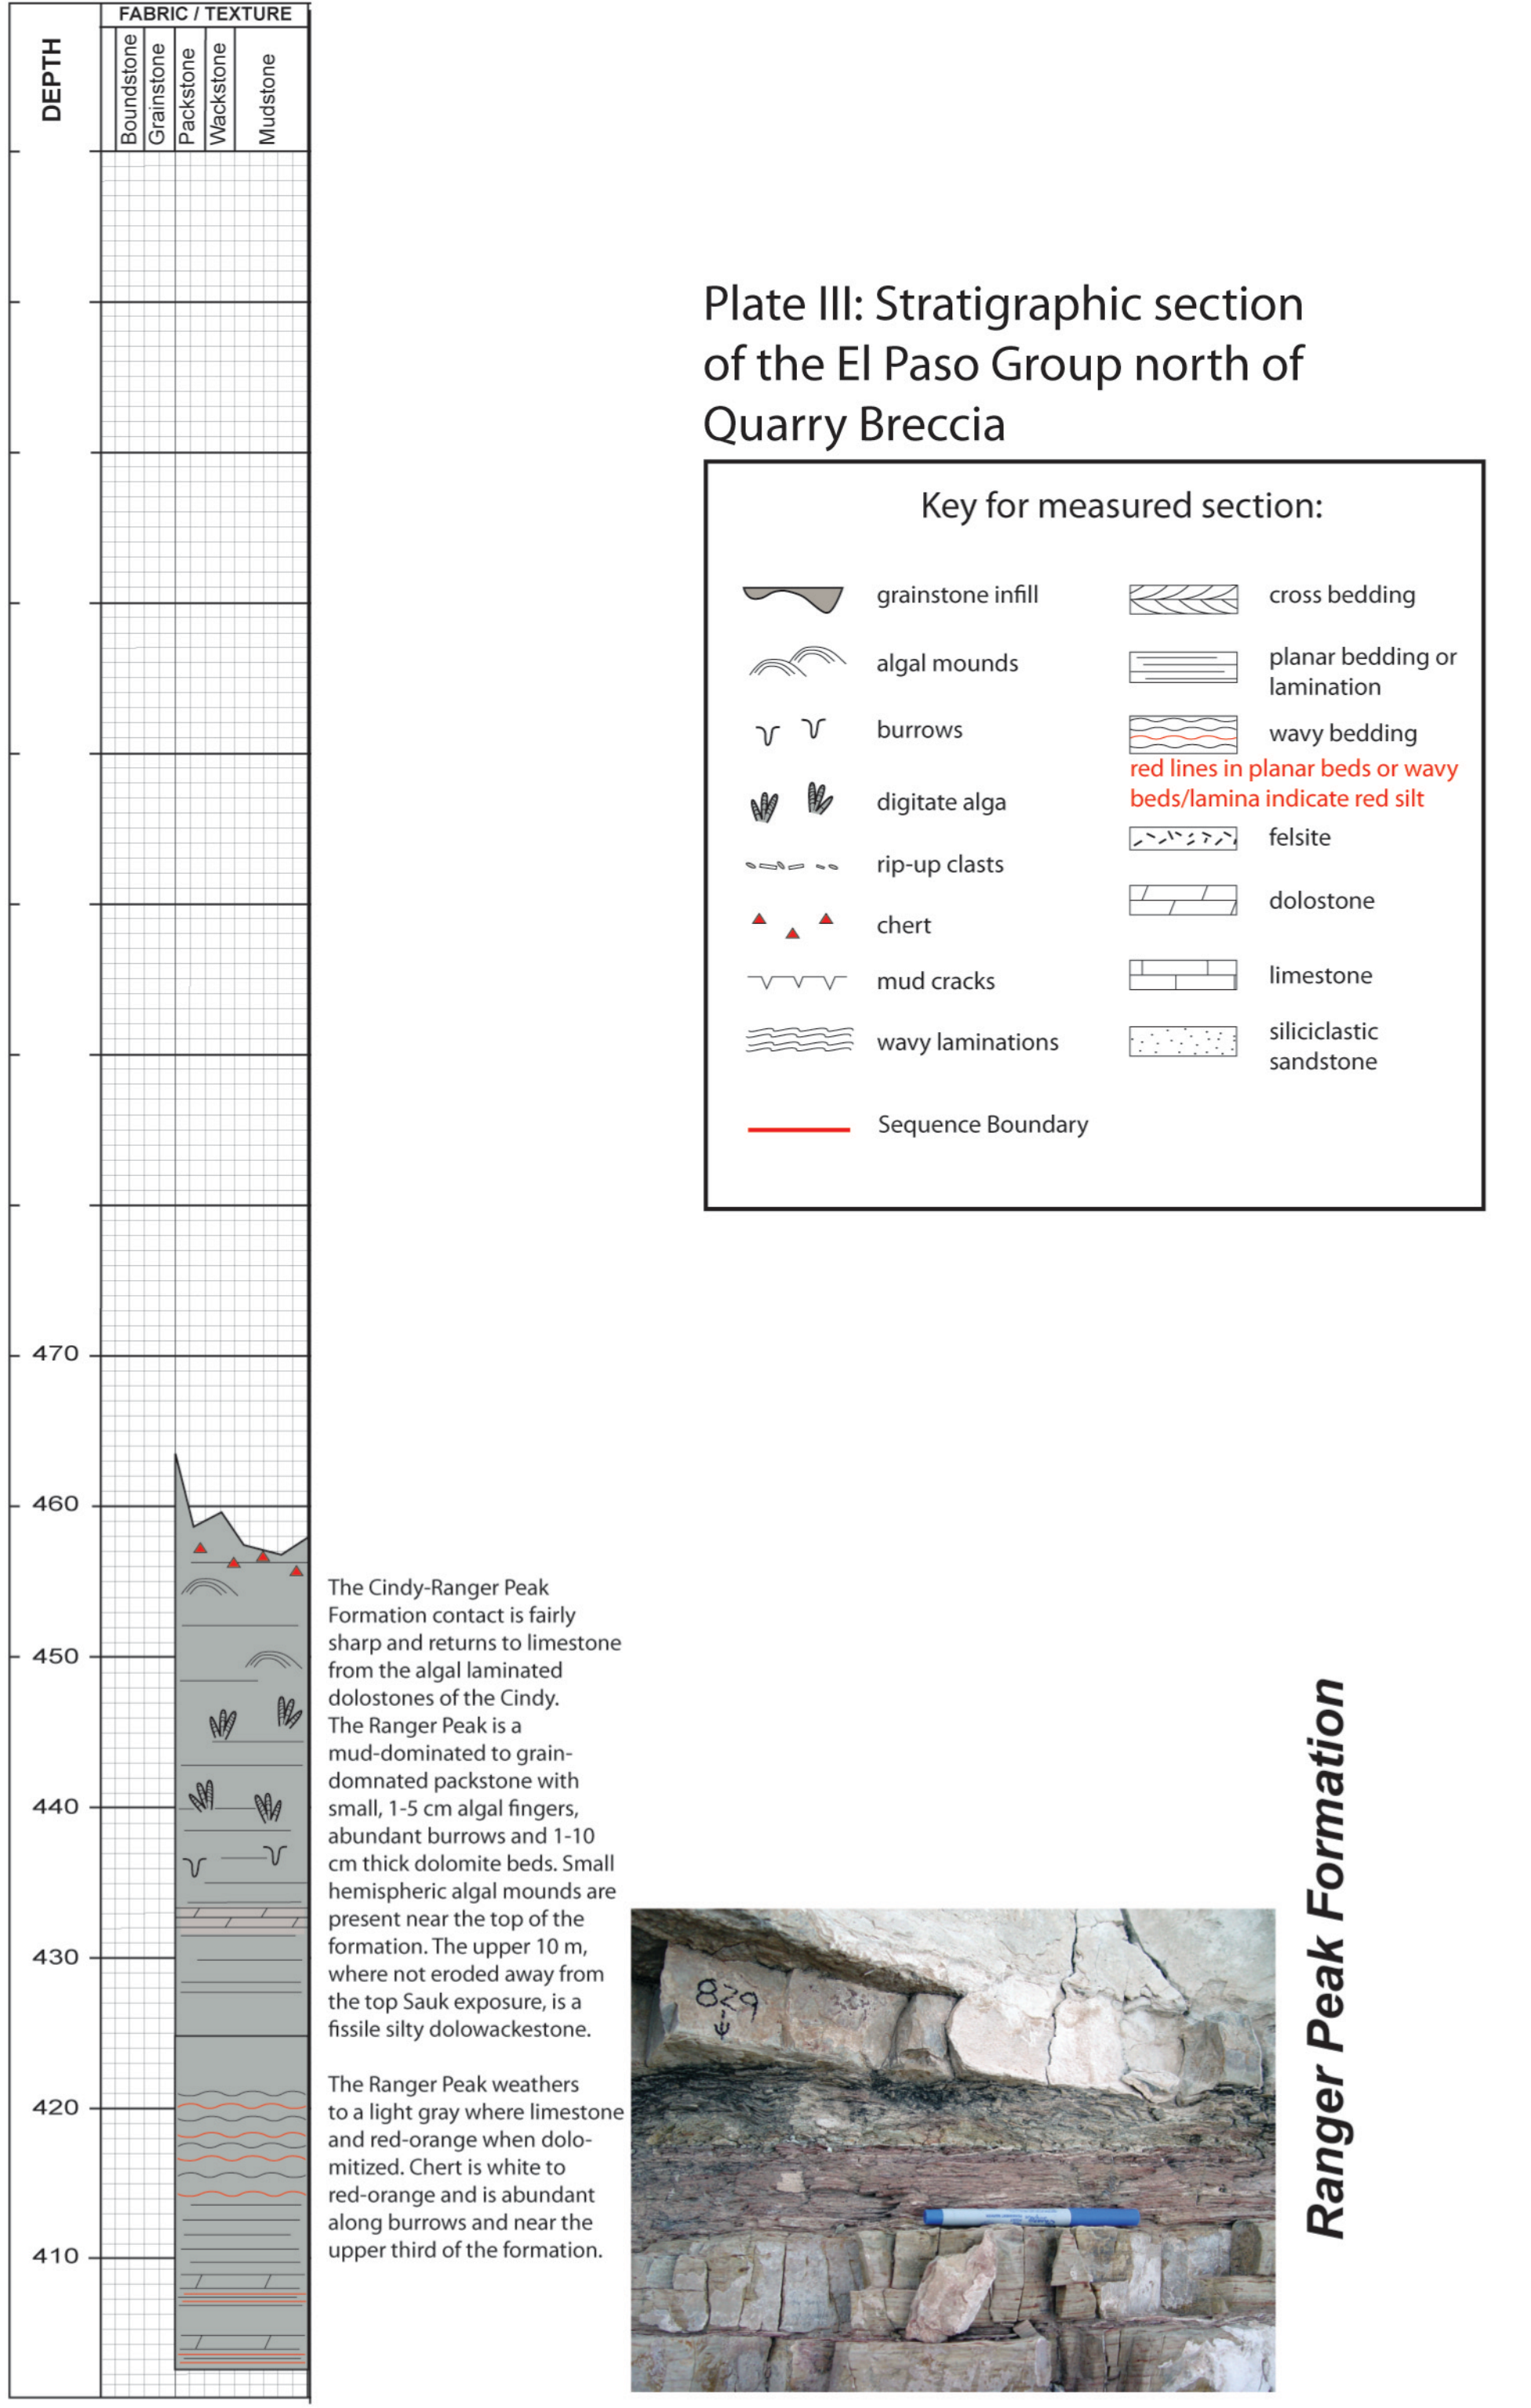 FABRIC / TEXTURE
DEPTH
Boundstone
Grainstone
Packstone
Wackstone
Mudstone
Plate III: Stratigraphic section
of the El Paso Group north of
Quarry Breccia
Key for measured section:
grainstone infill
algal mounds
burrows
digitate alga
rip-up clasts
chert
mud cracks
wavy laminations
Sequence Boundary
cross bedding
planar bedding or
lamination
wavy bedding
red lines in planar beds or wavy
beds/lamina indicate red silt
felsite
dolostone
limestone
siliciclastic
sandstone
470
460
450
440
430
420
410
The Cindy-Ranger Peak
Formation contact is fairly
sharp and returns to limestone
from the algal laminated
dolostones of the Cindy.
The Ranger Peak is a
mud-dominated to grain-
domnated packstone with
small, 1-5 cm algal fingers,
abundant burrows and 1-10
cm thick dolomite beds. Small
hemispheric algal mounds are
present near the top of the
formation. The upper 10 m,
where not eroded away from
the top Sauk exposure, is a
fissile silty dolowackestone.
The Ranger Peak weathers
to a light gray where limestone
and red-orange when dolo-
mitized. Chert is white to
red-orange and is abundant
along burrows and near the
upper third of the formation.
829
Ranger Peak Formation